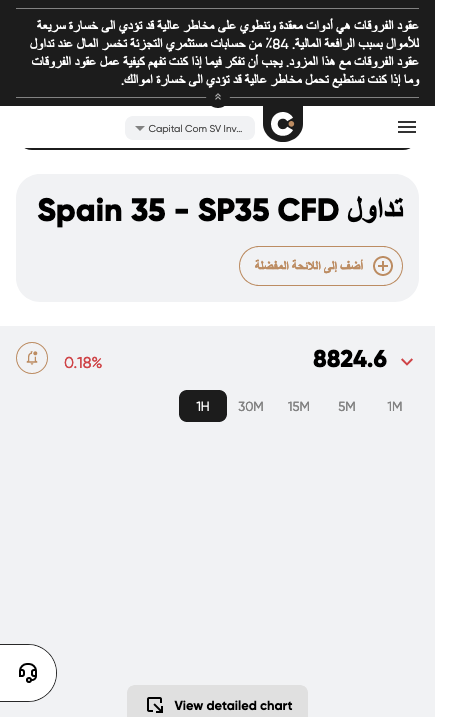 عقود الفروقات هي أدوات معقدة وتنطوي على مخاطر عالية قد تؤدي الى خسارة سريعة
للأموال بسبب الرافعة المالية. 84٪ من حسابات مستثمري التجزئة تخسر المال عند تداول
عقود الفروقات مع هذا المزود. يجب أن تفكر فيما إذا كنت تفهم كيفية عمل عقود الفروقات
وما إذا كنت تستطيع تحمل مخاطر عالية قد تؤدي الى خسارة اموالك.
Capital Com SV Inv...
تداول Spain 35 - SP35 CFD
أضف إلى اللائحة المفضلة
8824.6
0.18%
1H 30M 15M 5M 1M
View detailed chart